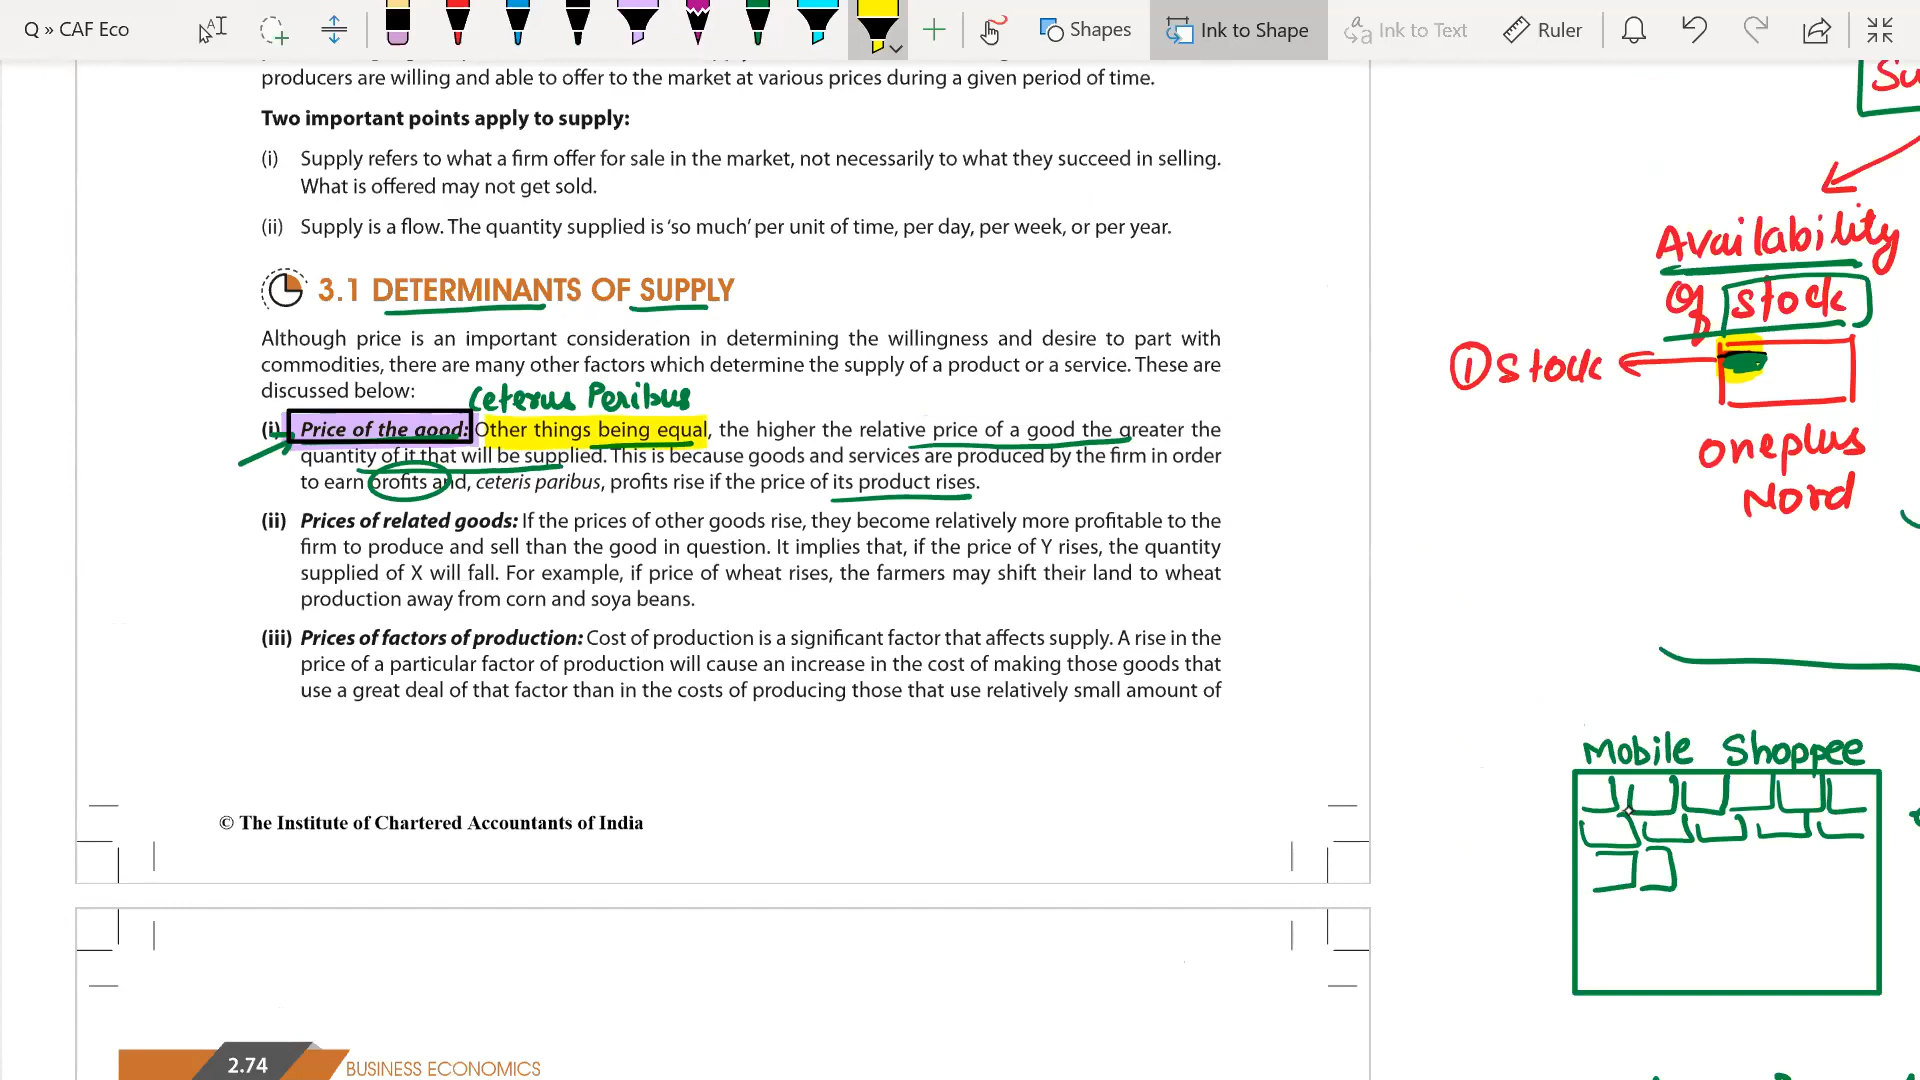 Q » CAF Eco
Shapes
Ink to Shape
Ink to Text
Ruler
producers are willing and able to offer to the market at various prices during a given period of time.
Two important points apply to supply:
(i) Supply refers to what a firm offer for sale in the market, not necessarily to what they succeed in selling.
What is offered may not get sold.
(ii) Supply is a flow. The quantity supplied is 'so much' per unit of time, per day, per week, or per year.
3.1 DETERMINANTS OF SUPPLY
Although price is an important consideration in determining the willingness and desire to part with
commodities, there are many other factors which determine the supply of a product or a service. These are
discussed below:
Ceterus Peribus
(i) Price of the good: Other things being equal, the higher the relative price of a good the greater the
quantity of it that will be supplied. This is because goods and services are produced by the firm in order
to earn profits and, ceteris paribus, profits rise if the price of its product rises.
(ii) Prices of related goods: If the prices of other goods rise, they become relatively more profitable to the
firm to produce and sell than the good in question. It implies that, if the price of Y rises, the quantity
supplied of X will fall. For example, if price of wheat rises, the farmers may shift their land to wheat
production away from corn and soya beans.
(iii) Prices of factors of production: Cost of production is a significant factor that affects supply. A rise in the
price of a particular factor of production will cause an increase in the cost of making those goods that
use a great deal of that factor than in the costs of producing those that use relatively small amount of
© The Institute of Chartered Accountants of India
2.74 BUSINESS ECONOMICS
Su
Availability
Of stock
① Stock
Oneplus
Nord
Mobile Shoppee